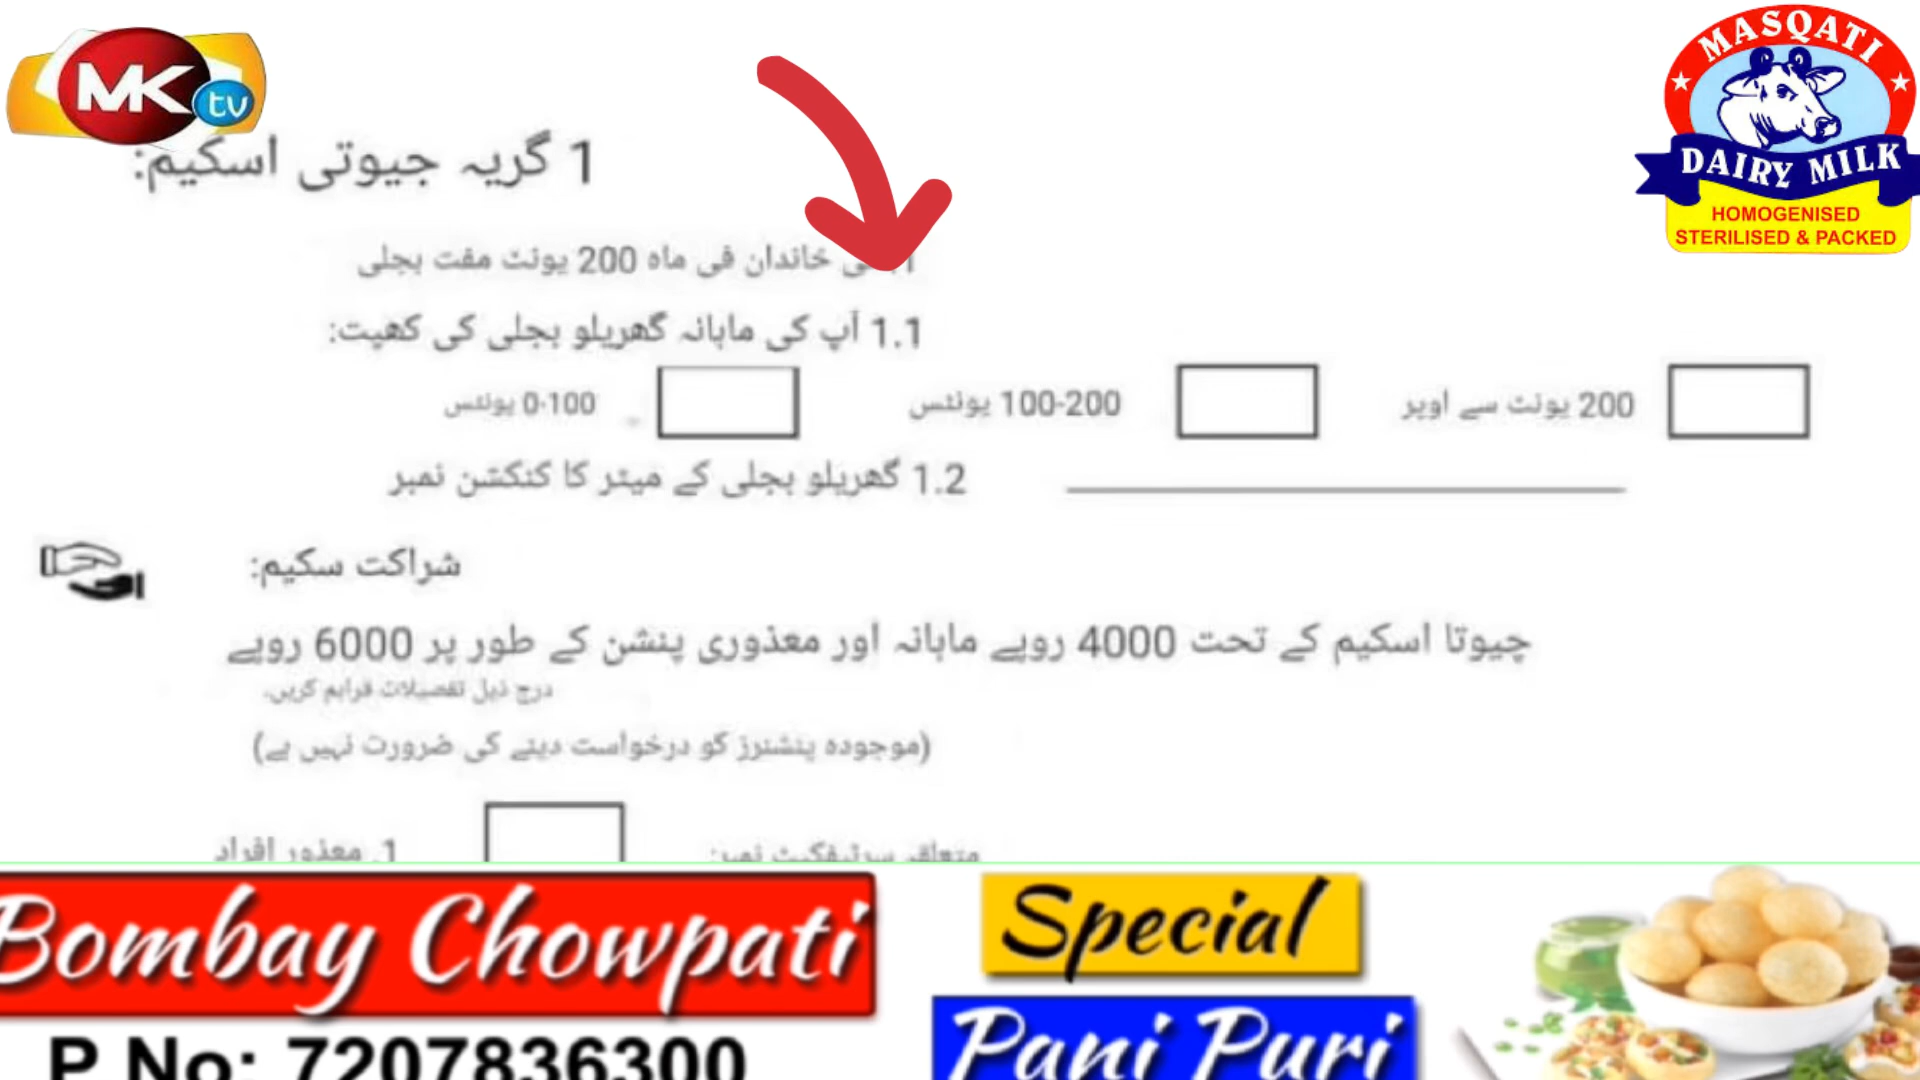 MK tv
MASQATI
DAIRY MILK
HOMOGENISED
STERILISED & PACKED
1 گریہ جیوتی اسکیم:
خاندان فی ماہ 200 یونٹ مفت بجلی
1.1 آپ کی ماہانہ گھریلو بجلی کی کھپت:
0-100 یونٹس
100-200 یونٹس
200 یونٹ سے اوپر
1.2 گھریلو بجلی کے میٹر کا کنکشن نمبر
شراکت سکیم:
چیوتا اسکیم کے تحت 4000 روپے ماہانہ اور معذوری پنشن کے طور پر 6000 روپے
درج ذیل تفصیلات فراہم کریں۔
(موجودہ پنشنرز کو درخواست دینے کی ضرورت نہیں ہے)
1. معذور افراد
متعلقہ سرٹیفکیٹ نمبر:
Bombay Chowpati
P No: 7207836300
Special
Pani Puri